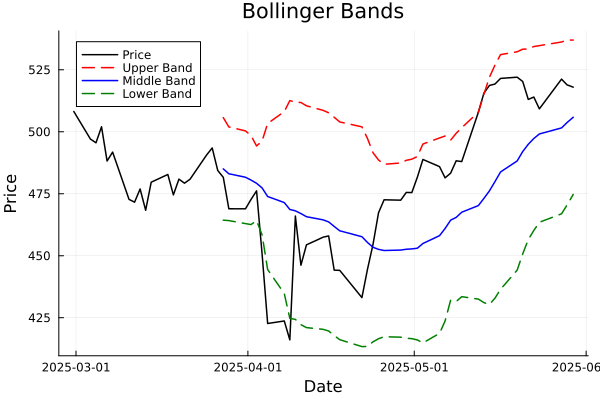 Bollinger Bands
Price
Upper Band
Middle Band
Lower Band
Price
525
500
475
450
425
2025-03-01
2025-04-01
2025-05-01
2025-06
Date